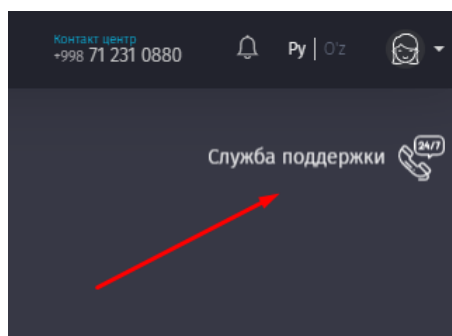 Контакт центр
+998 71 231 0880
Ру | O'z
Служба поддержки
24/7